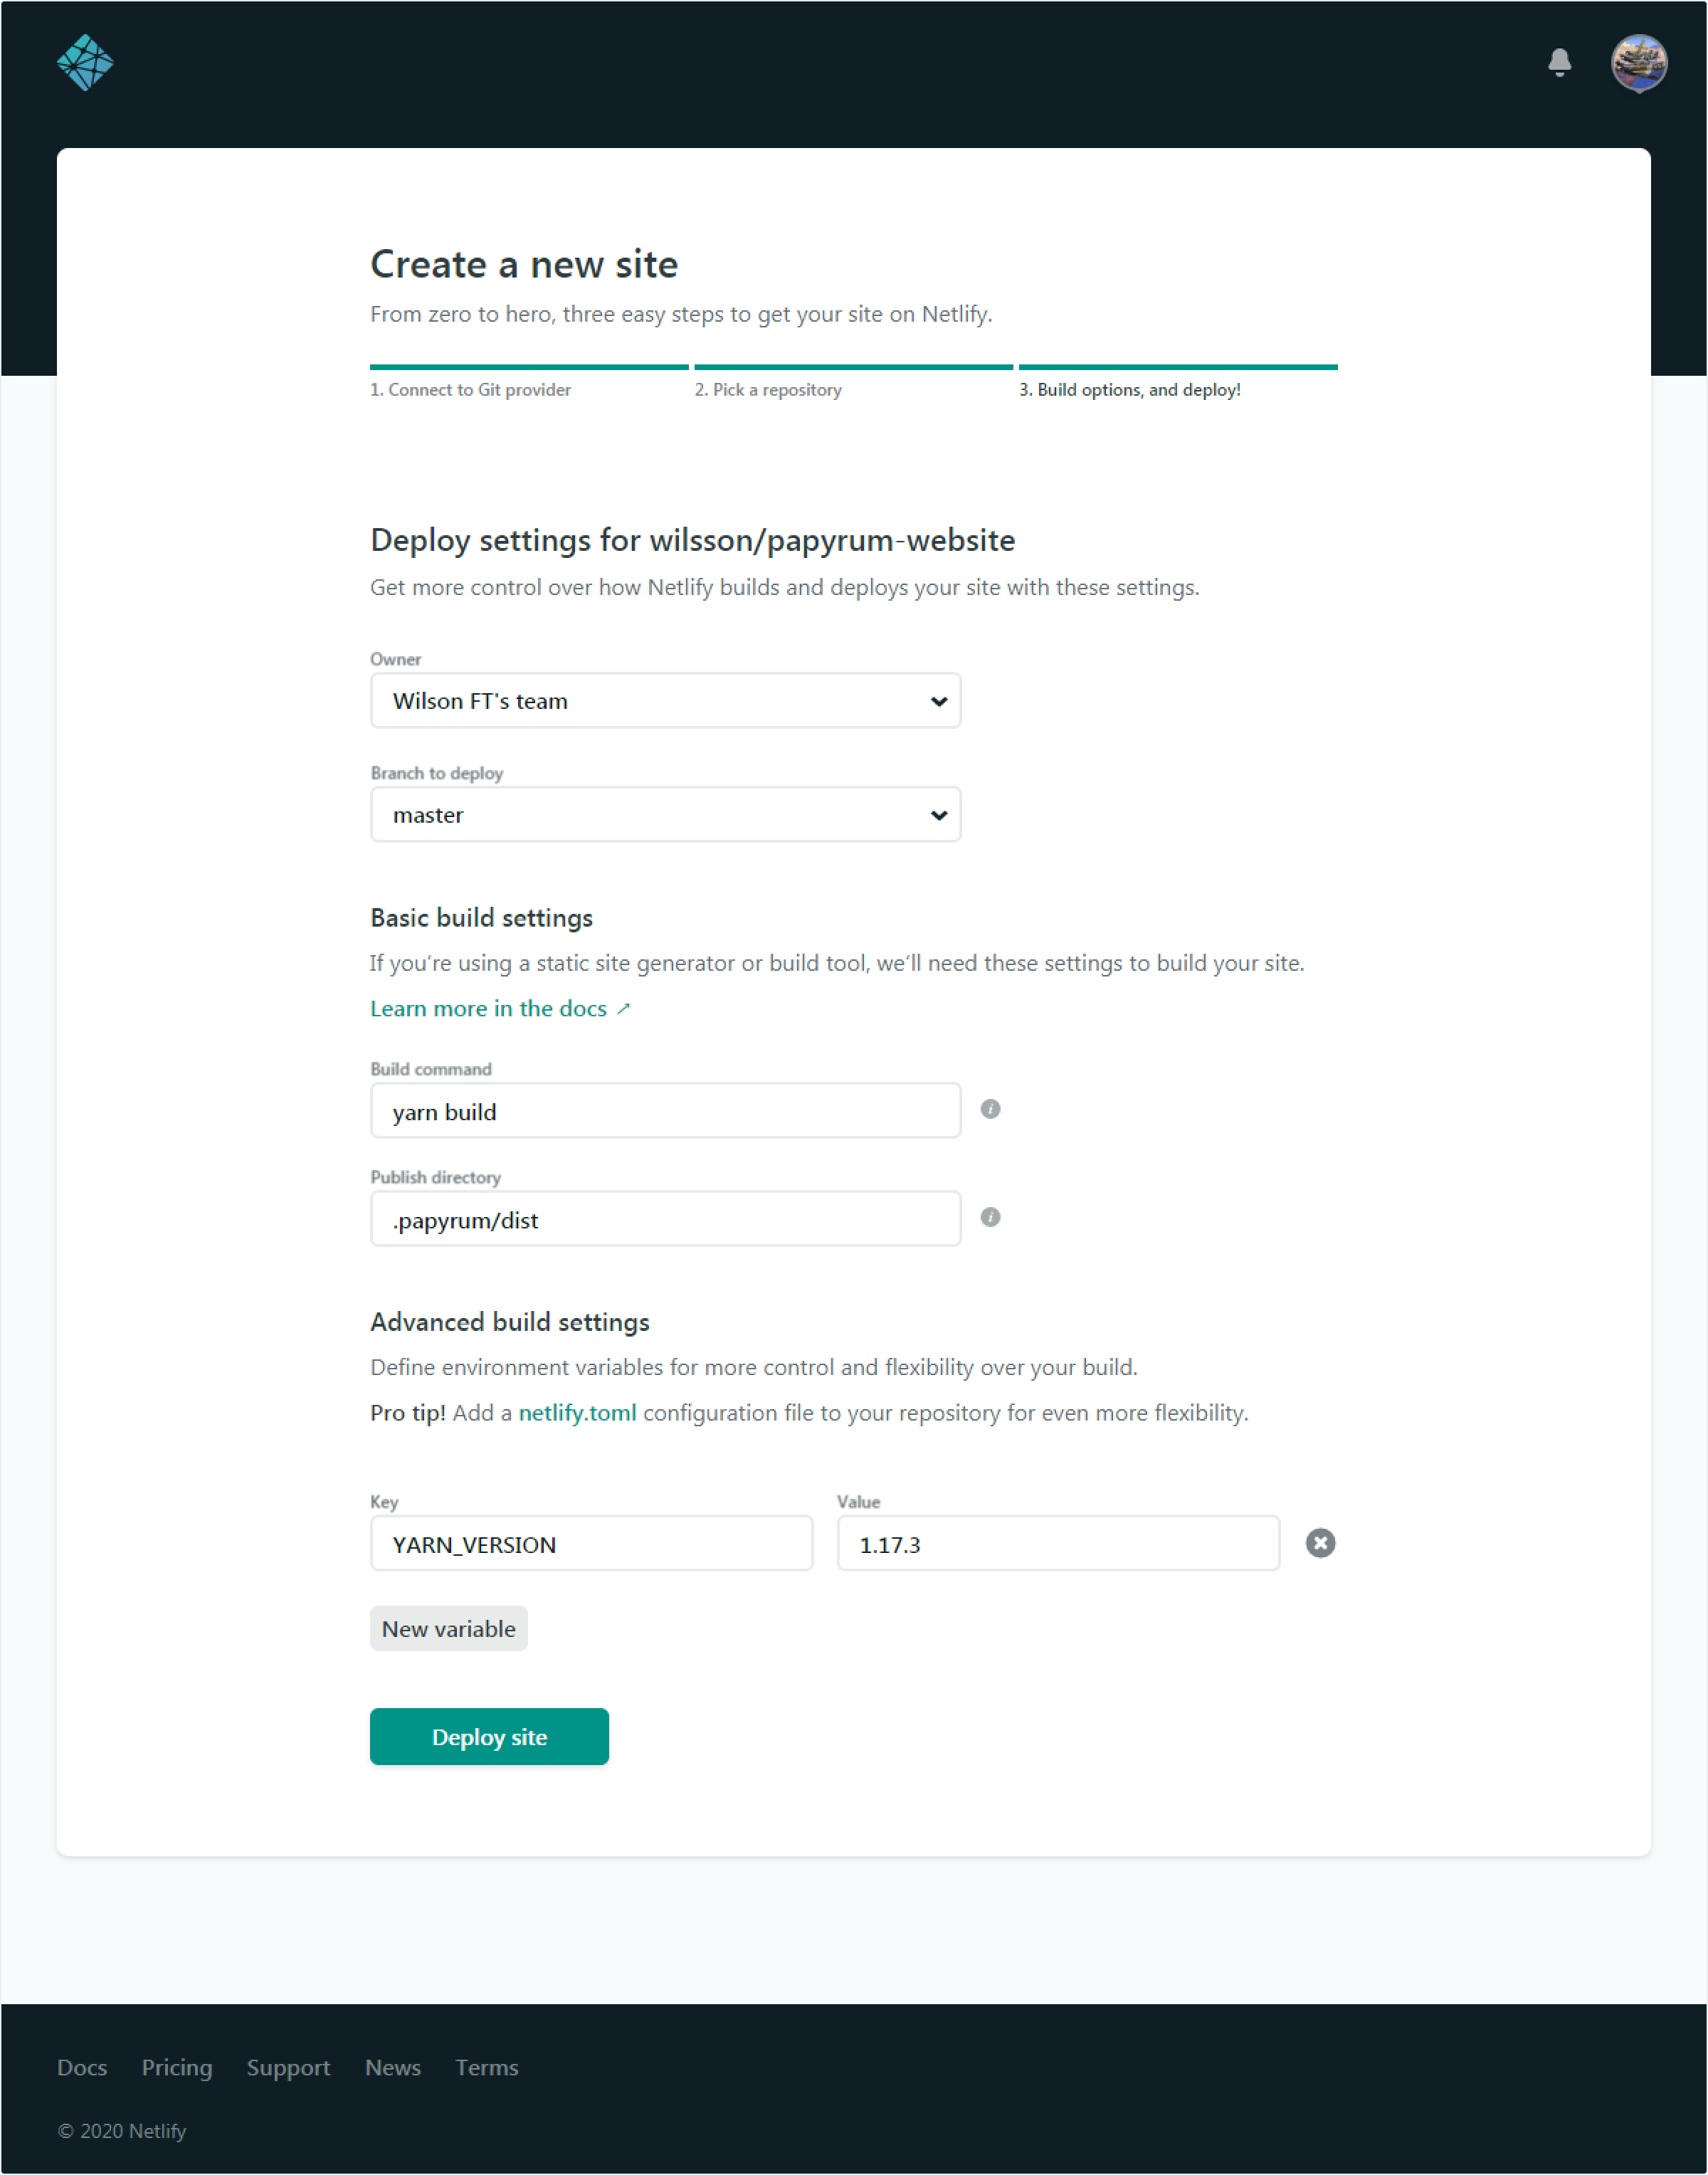 Create a new site
From zero to hero, three easy steps to get your site on Netlify.
1. Connect to Git provider
2. Pick a repository
3. Build options, and deploy!
Deploy settings for wilsson/papyrum-website
Get more control over how Netlify builds and deploys your site with these settings.
Owner
Wilson FT's team
Branch to deploy
master
Basic build settings
If you’re using a static site generator or build tool, we’ll need these settings to build your site.
Learn more in the docs ↗
Build command
yarn build
Publish directory
.papyrum/dist
Advanced build settings
Define environment variables for more control and flexibility over your build.
Pro tip! Add a netlify.toml configuration file to your repository for even more flexibility.
Key
Value
YARN_VERSION
1.17.3
New variable
Deploy site
Docs Pricing Support News Terms
© 2020 Netlify